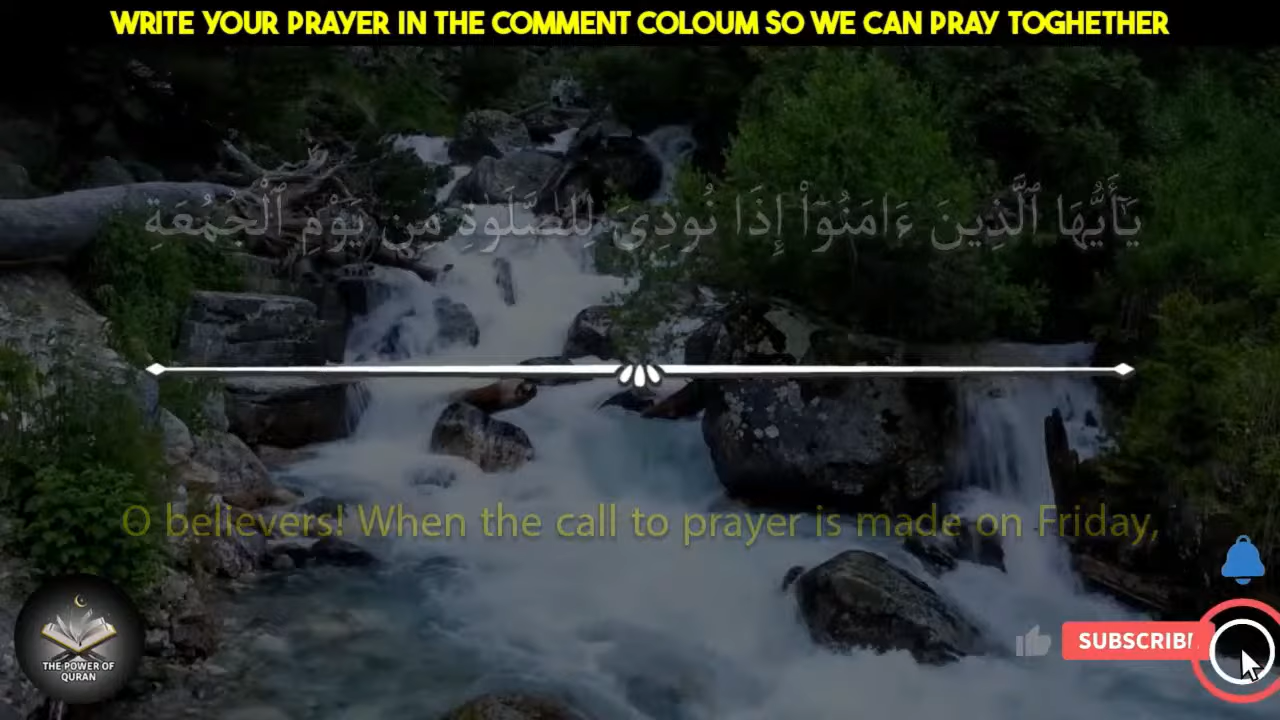 WRITE YOUR PRAYER IN THE COMMENT COLOUM SO WE CAN PRAY TOGHETHER
يَـٰٓأَيُّهَا ٱلَّذِينَ ءَامَنُوٓا۟ إِذَا نُودِىَ لِلصَّلَوٰةِ مِن يَوْمِ ٱلْجُمُعَةِ
O believers! When the call to prayer is made on Friday,
THE POWER OF
QURAN
SUBSCRIB